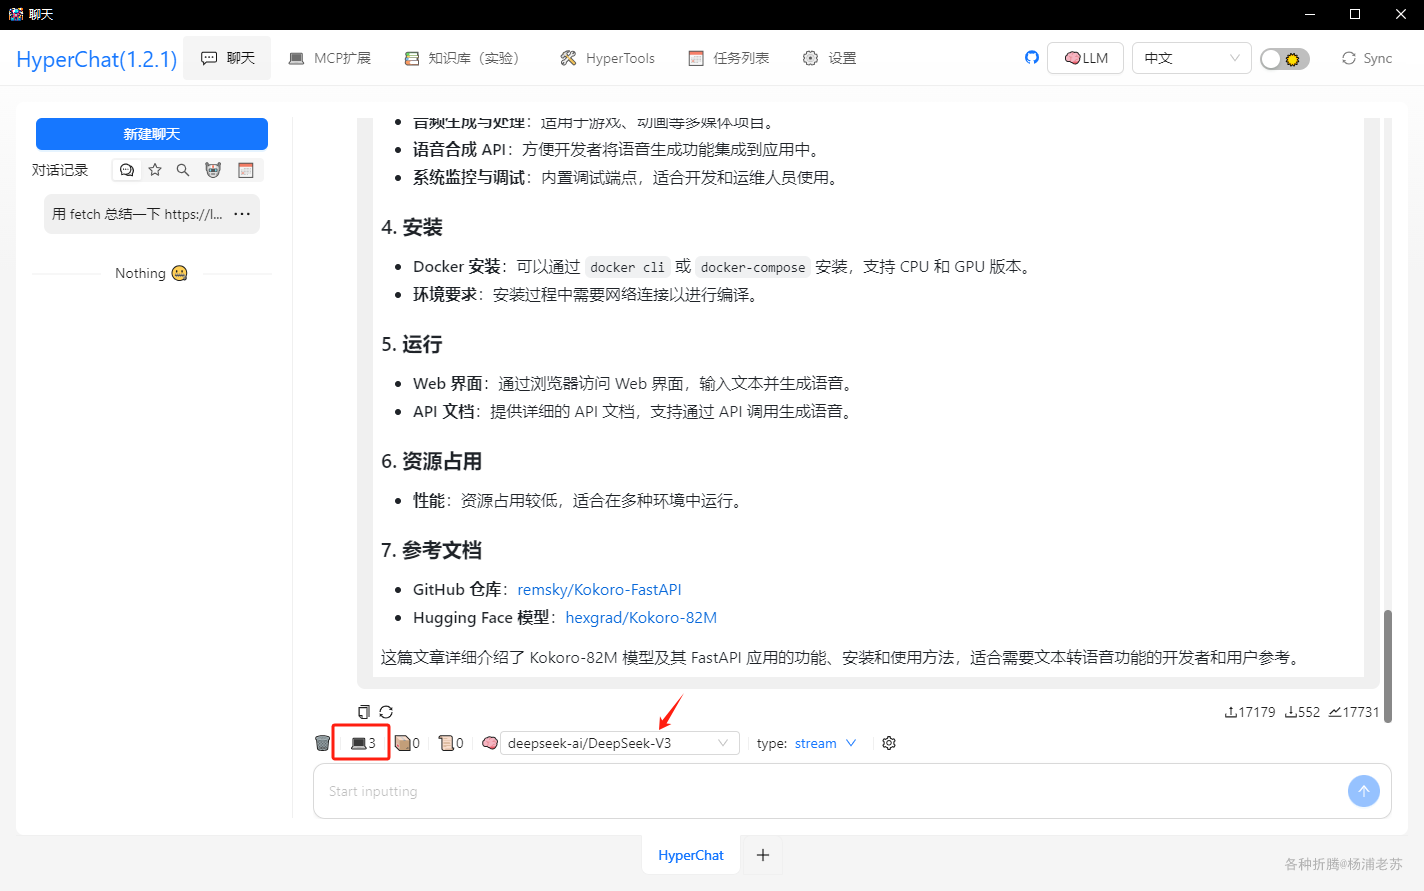 聊天
HyperChat(1.2.1)
聊天
MCP扩展
知识库（实验）
HyperTools
任务列表
设置
LLM
中文
Sync
新建聊天
对话记录
用 fetch 总结一下 https://l... ···
Nothing
• 音频生成与处理：适用于游戏、动画等多媒体项目。
• 语音合成 API：方便开发者将语音生成功能集成到应用中。
• 系统监控与调试：内置调试端点，适合开发和运维人员使用。
4. 安装
• Docker 安装：可以通过 docker cli 或 docker-compose 安装，支持 CPU 和 GPU 版本。
• 环境要求：安装过程中需要网络连接以进行编译。
5. 运行
• Web 界面：通过浏览器访问 Web 界面，输入文本并生成语音。
• API 文档：提供详细的 API 文档，支持通过 API 调用生成语音。
6. 资源占用
• 性能：资源占用较低，适合在多种环境中运行。
7. 参考文档
• GitHub 仓库：remsky/Kokoro-FastAPI
• Hugging Face 模型：hexgrad/Kokoro-82M
这篇文章详细介绍了 Kokoro-82M 模型及其 FastAPI 应用的功能、安装和使用方法，适合需要文本转语音功能的开发者和用户参考。
17179 552 17731
3 0 0 deepseek-ai/DeepSeek-V3 type: stream
Start inputting
HyperChat +
各种折腾@杨浦老苏